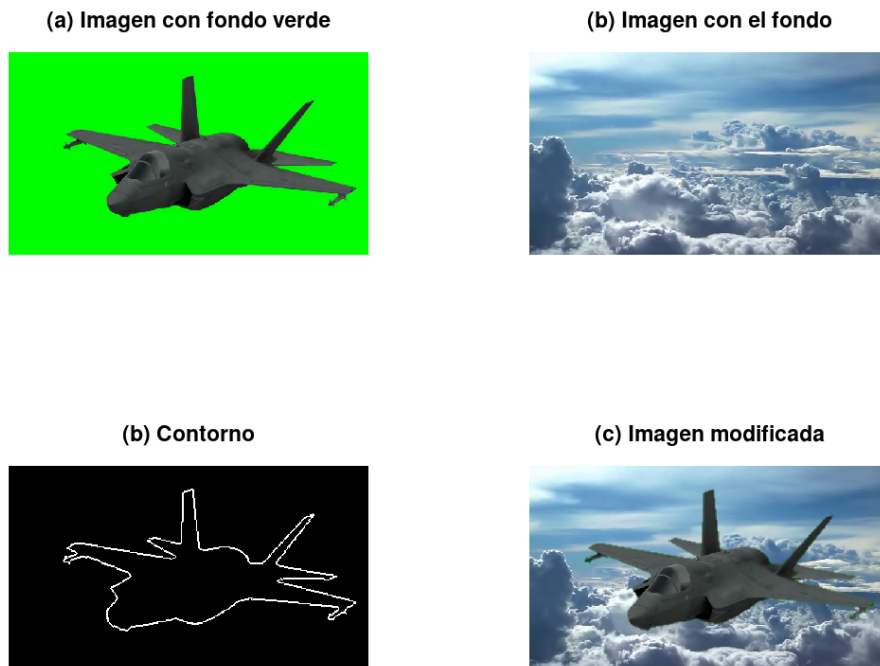 (a) Imagen con fondo verde
(b) Imagen con el fondo
(b) Contorno
(c) Imagen modificada